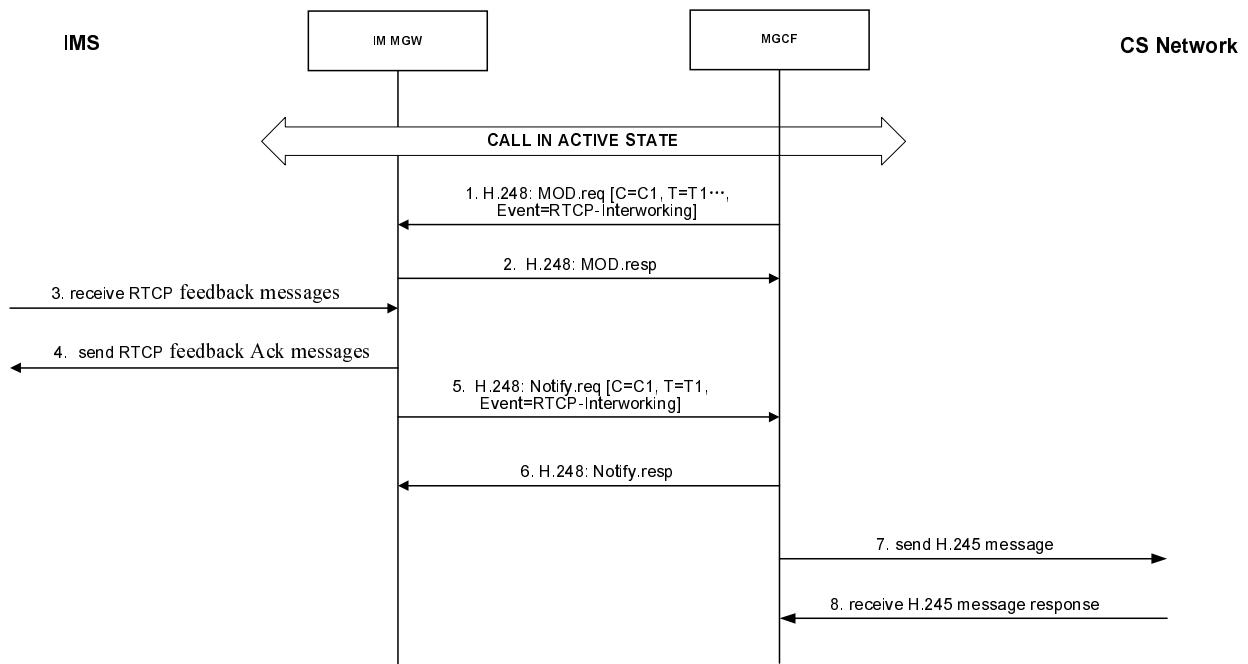 IMS
IM MGW
MGCF
CS Network
CALL IN ACTIVE STATE
1. H.248: MOD.req [C=C1, T=T1···,
Event=RTCP-Interworking]
2. H.248: MOD.resp
3. receive RTCP feedback messages
4. send RTCP feedback Ack messages
5. H.248: Notify.req [C=C1, T=T1,
Event=RTCP-Interworking]
6. H.248: Notify.resp
7. send H.245 message
8. receive H.245 message response